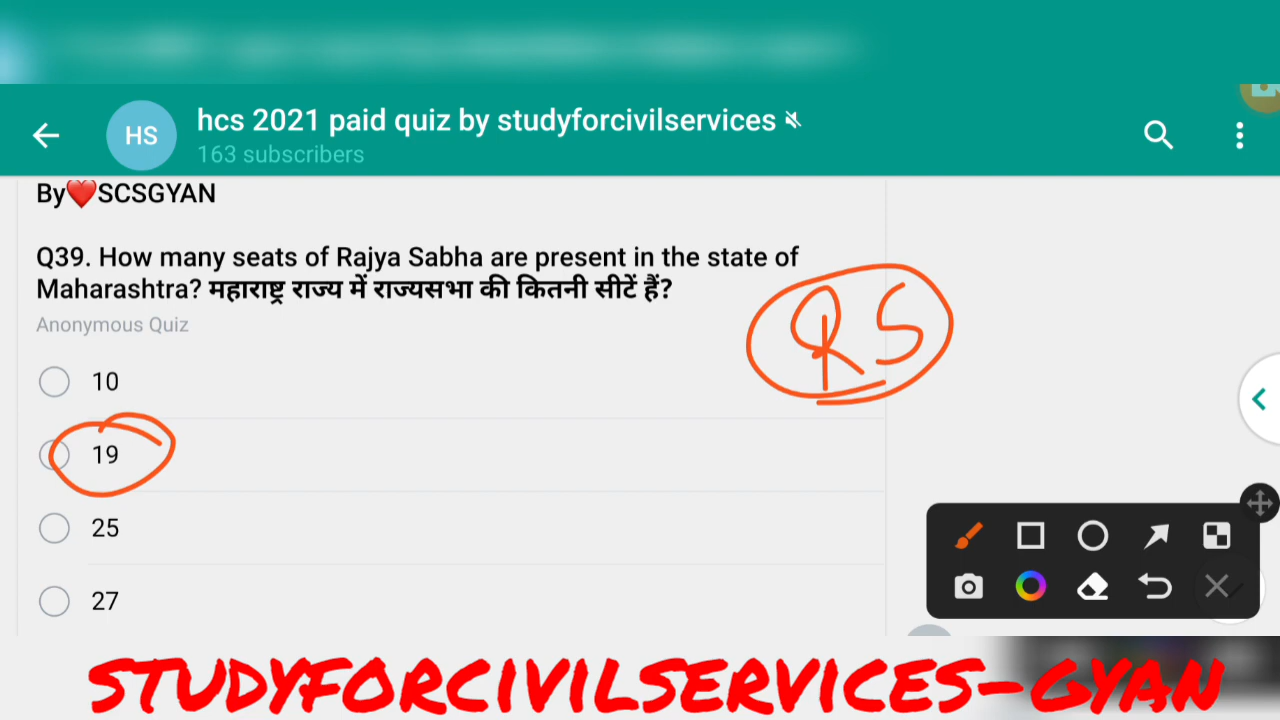 HS
hcs 2021 paid quiz by studyforcivilservices
163 subscribers
By❤️SCSGYAN
Q39. How many seats of Rajya Sabha are present in the state of
Maharashtra? महाराष्ट्र राज्य में राज्यसभा की कितनी सीटें हैं?
Anonymous Quiz
RS
10
19
25
27
STUDYFORCIVILSERVICES-GYAN